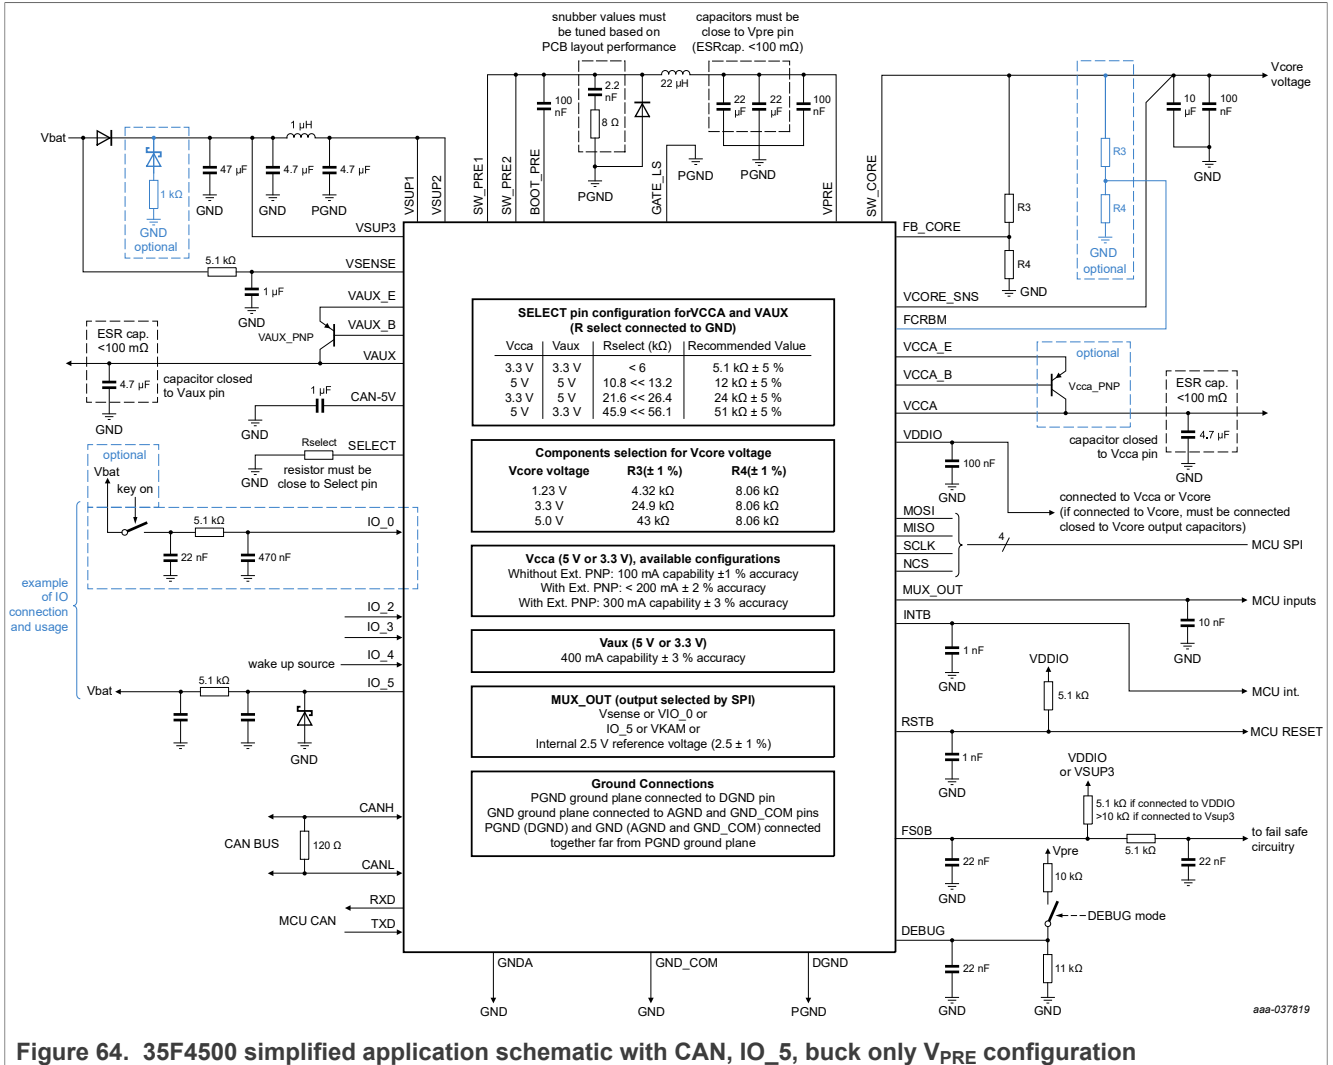 snubber values must
be tuned based on
PCB layout performance
capacitors must be
close to Vpre pin
(ESRcap. <100 mΩ)
2.2
nF
8 Ω
100
nF
22 µH
22
µF
22
µF
100
nF
PGND
PGND
PGND
Vcore
voltage
10
µF
100
nF
GND
R3
R4
GND
optional
R3
R4
GND
Vbat
1 kΩ
GND
optional
47 µF
GND
1 µH
4.7 µF
GND
4.7 µF
PGND
VSUP1
VSUP2
SW_PRE1
SW_PRE2
BOOT_PRE
GATE_LS
VPRE
SW_CORE
VSUP3
5.1 kΩ
VSENSE
1 µF
GND
VAUX_E
VAUX_B
VAUX_PNP
VAUX
ESR cap.
<100 mΩ
4.7 µF
GND
capacitor closed
to Vaux pin
1 µF
CAN-5V
GND
Rselect
SELECT
GND
resistor must be
close to Select pin
optional
Vbat
key on
5.1 kΩ
IO_0
22 nF
470 nF
example
of IO
connection
and usage
IO_2
IO_3
IO_4
wake up source
IO_5
Vbat
5.1 kΩ
GND
CANH
CAN BUS
120 Ω
CANL
RXD
MCU CAN
TXD
SELECT pin configuration forVCCA and VAUX
(R select connected to GND)
Vcca Vaux Rselect (kΩ) Recommended Value
3.3 V 3.3 V < 6 5.1 kΩ ± 5 %
5 V 5 V 10.8 << 13.2 12 kΩ ± 5 %
3.3 V 5 V 21.6 << 26.4 24 kΩ ± 5 %
5 V 3.3 V 45.9 << 56.1 51 kΩ ± 5 %
Components selection for Vcore voltage
Vcore voltage R3(± 1 %) R4(± 1 %)
1.23 V 4.32 kΩ 8.06 kΩ
3.3 V 24.9 kΩ 8.06 kΩ
5.0 V 43 kΩ 8.06 kΩ
Vcca (5 V or 3.3 V), available configurations
Whithout Ext. PNP: 100 mA capability ±1 % accuracy
With Ext. PNP: < 200 mA ± 2 % accuracy
With Ext. PNP: 300 mA capability ± 3 % accuracy
Vaux (5 V or 3.3 V)
400 mA capability ± 3 % accuracy
MUX_OUT (output selected by SPI)
Vsense or VIO_0 or
IO_5 or VKAM or
Internal 2.5 V reference voltage (2.5 ± 1 %)
Ground Connections
PGND ground plane connected to DGND pin
GND ground plane connected to AGND and GND_COM pins
PGND (DGND) and GND (AGND and GND_COM) connected
together far from PGND ground plane
FB_CORE
VCORE_SNS
FCRBM
VCCA_E
optional
VCCA_B
Vcca_PNP
VCCA
ESR cap.
<100 mΩ
4.7 µF
GND
capacitor closed
to Vcca pin
VDDIO
100 nF
GND
connected to Vcca or Vcore
(if connected to Vcore, must be connected
closed to Vcore output capacitors)
MOSI
MISO
SCLK
NCS
4
MCU SPI
MUX_OUT
MCU inputs
10 nF
GND
INTB
1 nF
GND
MCU int.
VDDIO
5.1 kΩ
RSTB
MCU RESET
1 nF
GND
VDDIO
or VSUP3
5.1 kΩ if connected to VDDIO
>10 kΩ if connected to Vsup3
FS0B
22 nF
GND
5.1 kΩ
22 nF
to fail safe
circuitry
Vpre
10 kΩ
DEBUG mode
DEBUG
22 nF
GND
11 kΩ
GND
GNDA
GND
GND_COM
GND
DGND
PGND
aaa-037819
Figure 64. 35F4500 simplified application schematic with CAN, IO_5, buck only VPRE configuration